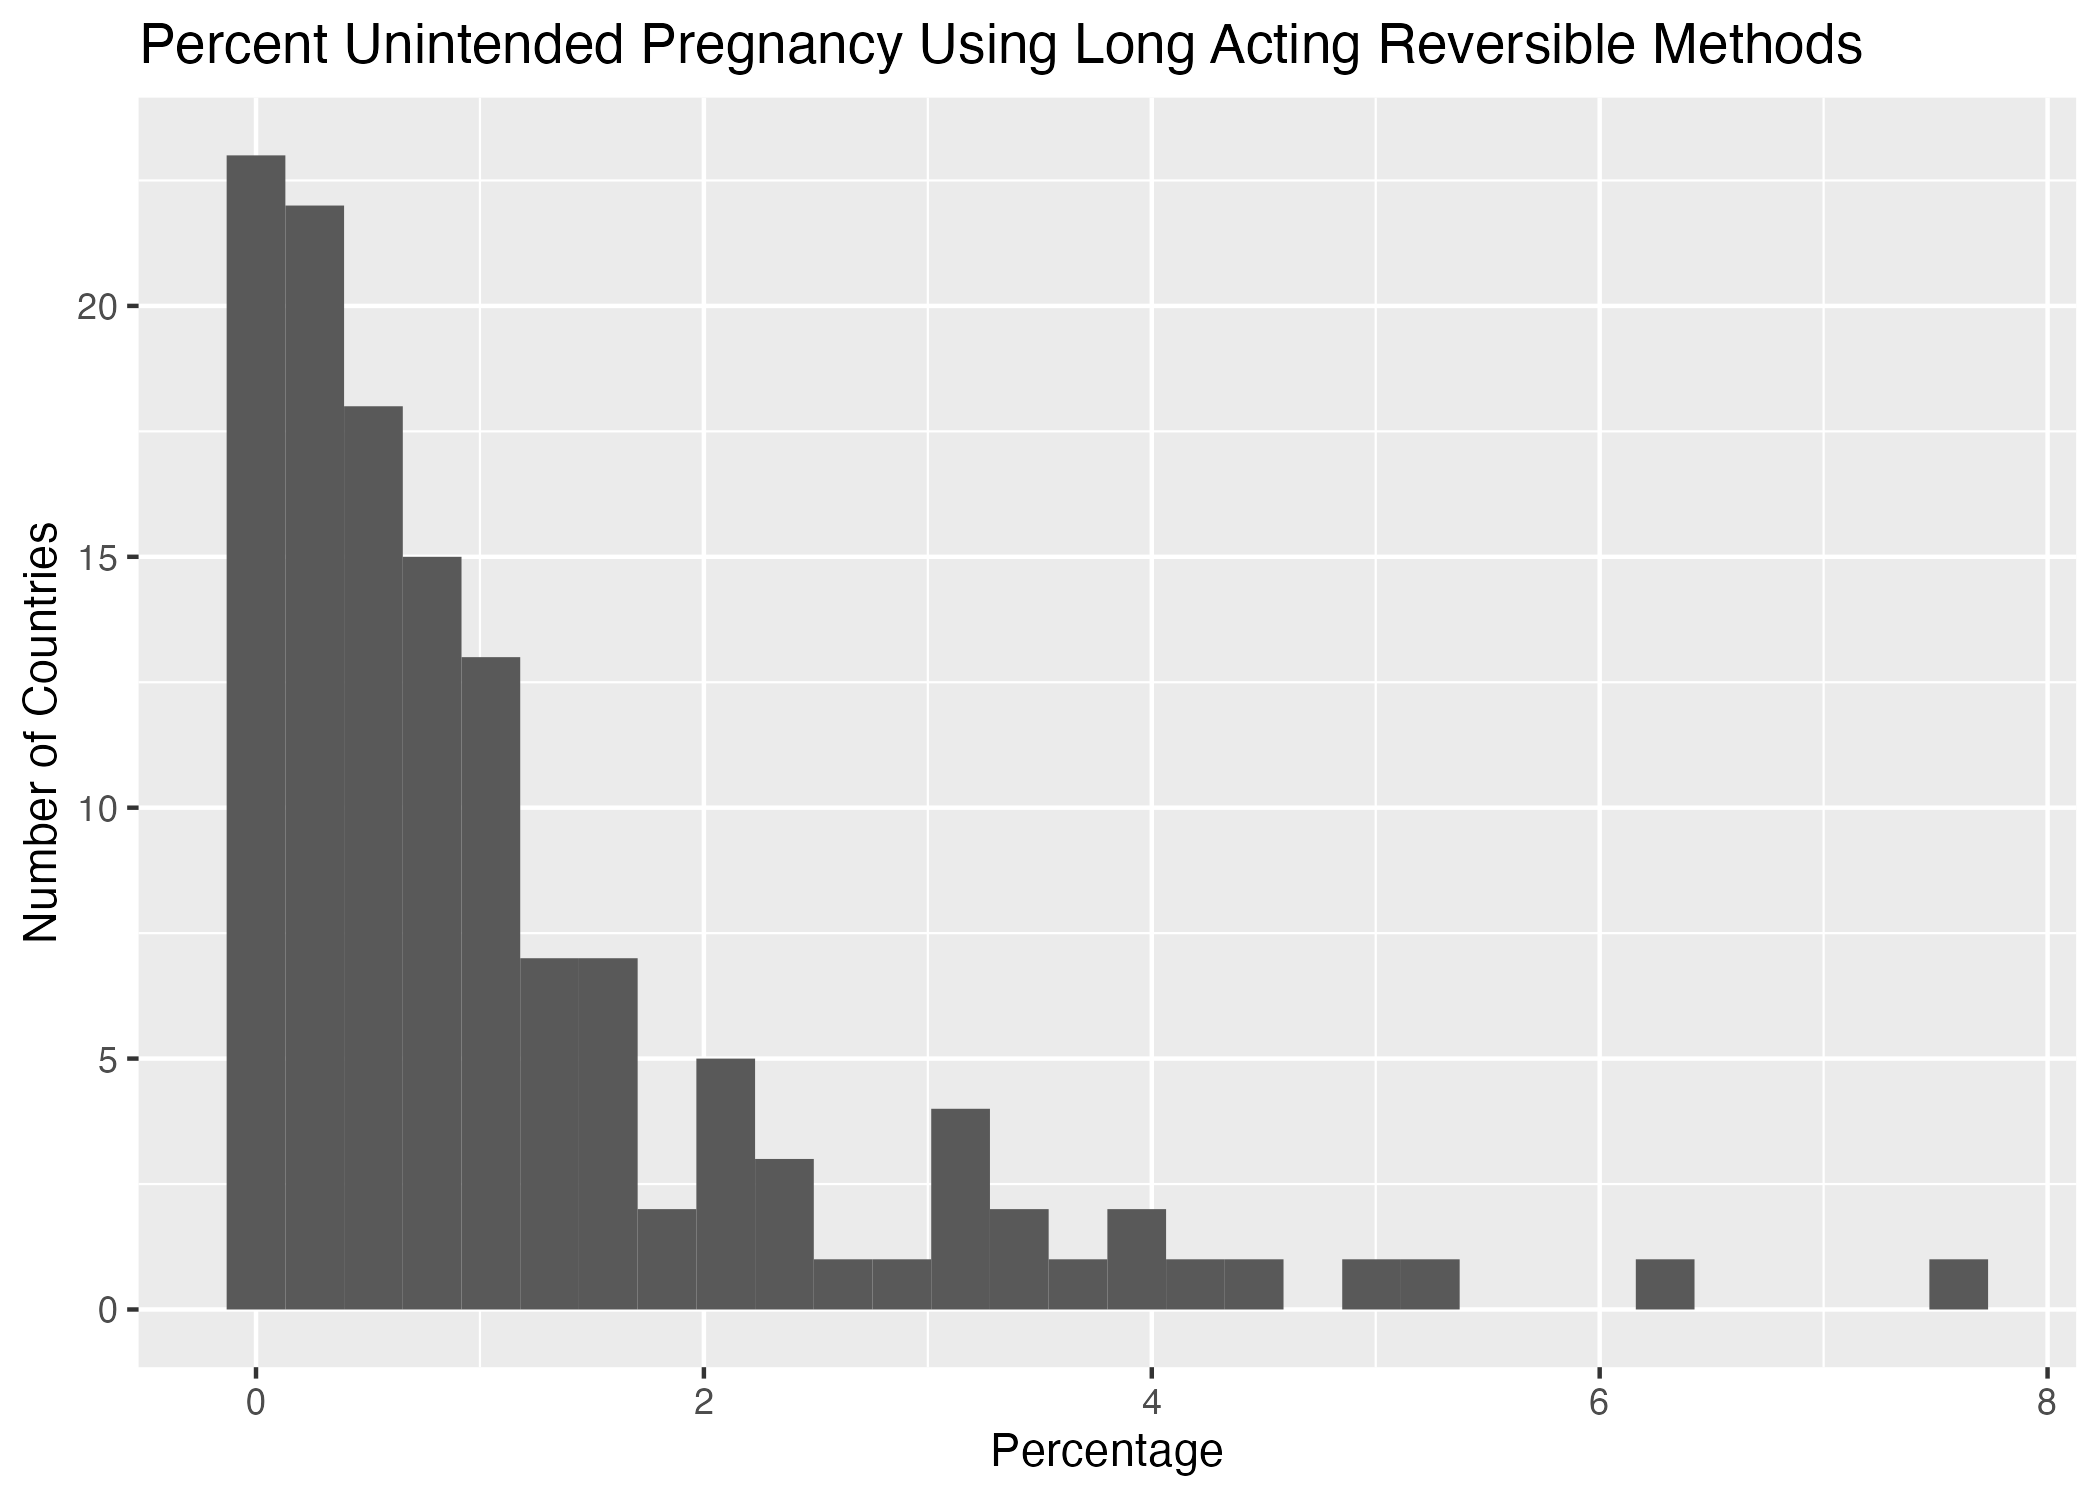 Percent Unintended Pregnancy Using Long Acting Reversible Methods
Number of Countries
20
15
10
5
0
0 2 4 6 8
Percentage